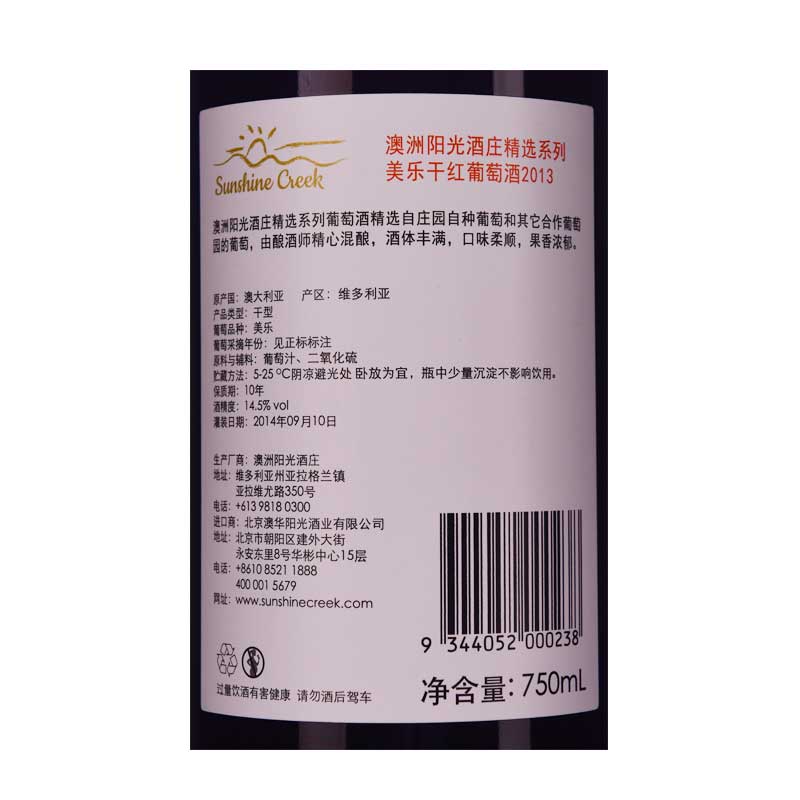 Sunshine Creek
澳洲阳光酒庄精选系列
美乐干红葡萄酒2013
澳洲阳光酒庄精选系列葡萄酒精选自庄园自种葡萄和其它合作葡萄
园的葡萄，由酿酒师精心混酿，酒体丰满，口味柔顺，果香浓郁。
原产国：澳大利亚 产区：维多利亚
产品类型：干型
葡萄品种：美乐
葡萄采摘年份：见正标标注
原料与辅料：葡萄汁、二氧化硫
贮藏方法：5-25 ℃阴凉避光处 卧放为宜，瓶中少量沉淀不影响饮用。
保质期：10年
酒精度：14.5% vol
灌装日期：2014年09月10日
生产厂商：澳洲阳光酒庄
地址：维多利亚州亚拉格兰镇
亚拉维尤路350号
电话：+613 9818 0300
进口商：北京澳华阳光酒业有限公司
地址：北京市朝阳区建外大街
永安东里8号华彬中心15层
电话：+8610 8521 1888
400 001 5679
网址：www.sunshinecreek.com
9 344052 000238
过量饮酒有害健康 请勿酒后驾车
净含量：750mL